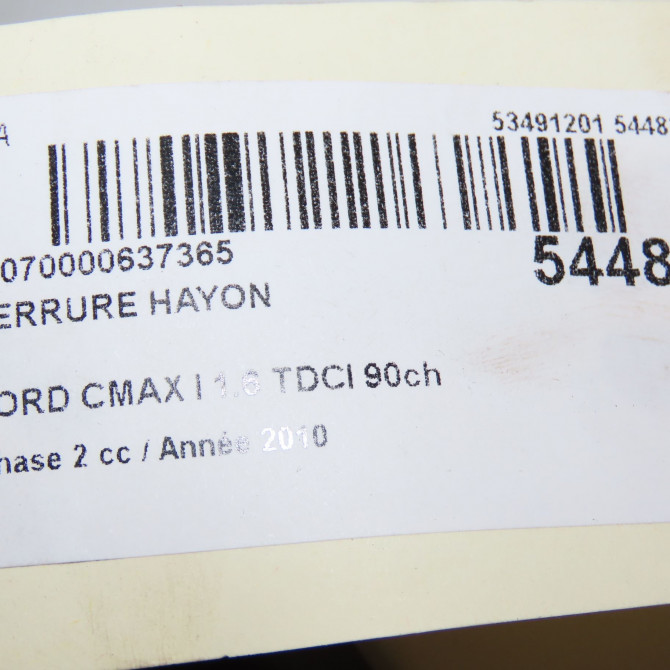 A
53491201 5448
070000637365
5448
ERRURE HAYON
ORD CMAX I 1.6 TDCI 90ch
hase 2 cc / Année 2010